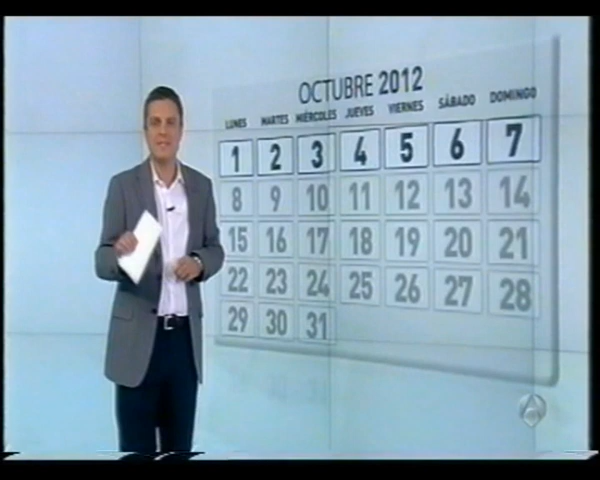 OCTUBRE 2012
LUNES MARTES MIÉRCOLES JUEVES VIERNES SÁBADO DOMINGO
1 2 3 4 5 6 7
8 9 10 11 12 13 14
15 16 17 18 19 20 21
22 23 24 25 26 27 28
29 30 31
A